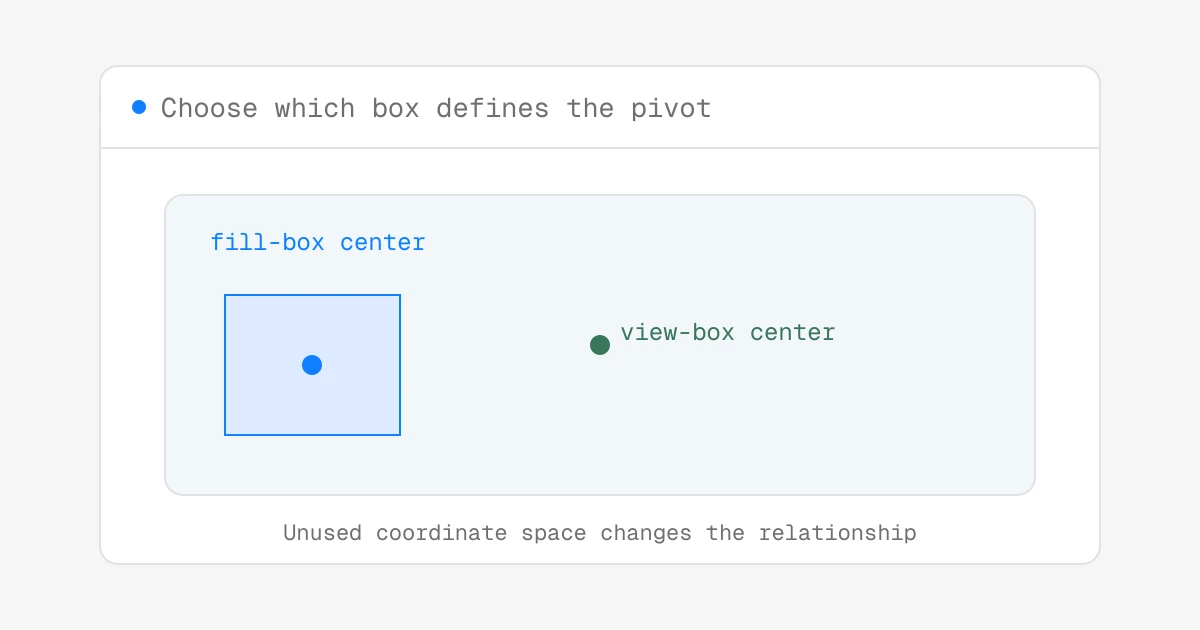 Choose which box defines the pivot
fill-box center
view-box center
Unused coordinate space changes the relationship